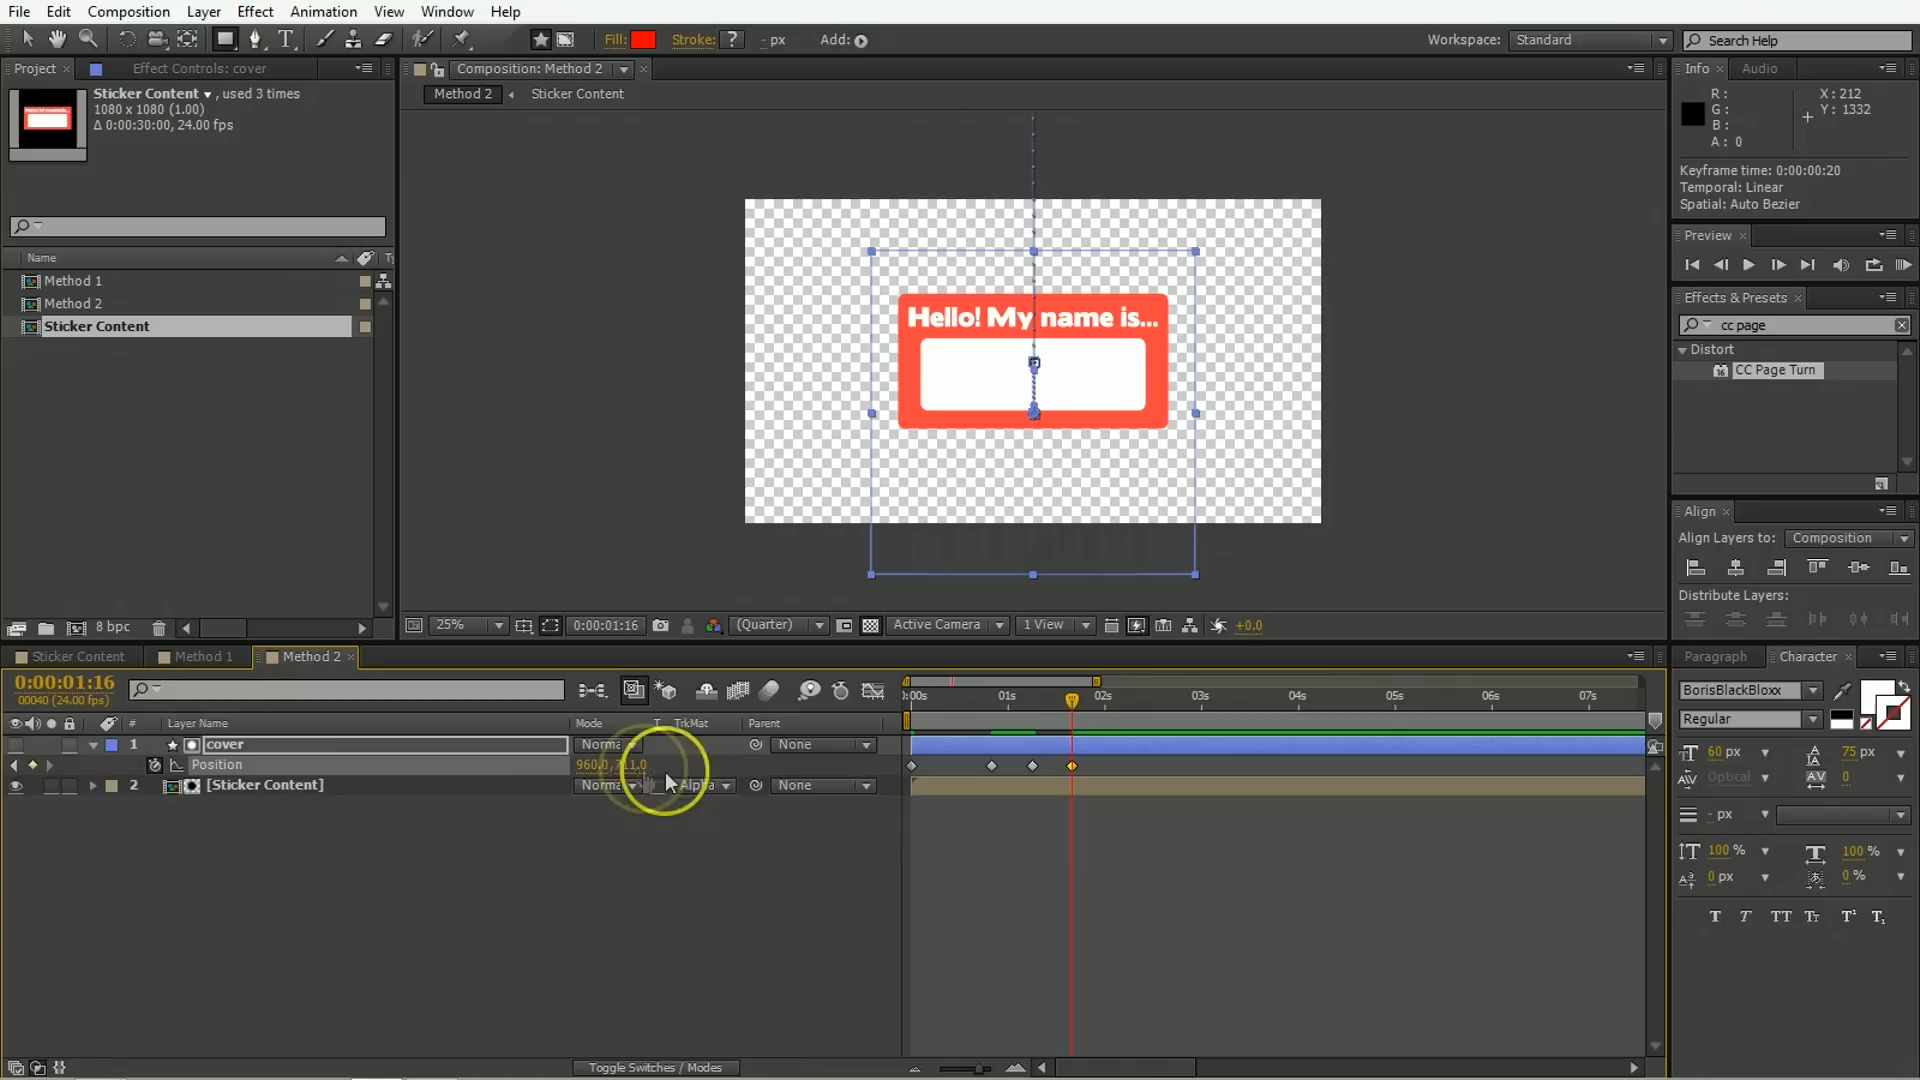 File Edit Composition Layer Effect Animation View Window Help
Fill: Stroke: ? - px Add: Workspace: Standard Search Help
Project Effect Controls: cover Composition: Method 2 Info Audio
Sticker Content , used 3 times
1080 x 1080 (1.00)
Δ 0:00:30:00, 24.00 fps
Method 2 Sticker Content
R: X: 212
G: Y: 1332
B:
A: 0
Keyframe time: 0:00:00:20
Temporal: Linear
Spatial: Auto Bezier
Preview
Name Ty
Method 1
Method 2
Sticker Content
Hello! My name is...
Effects & Presets
cc page
Distort
CC Page Turn
Align
Align Layers to: Composition
Distribute Layers:
8 bpc
25% 0:00:01:16 (Quarter) Active Camera 1 View +0.0
Sticker Content Method 1 Method 2
0:00:01:16
00040 (24.00 fps)
0:00s 01s 02s 03s 04s 05s 06s 07s
# Layer Name Mode T TrkMat Parent
1 cover Norma None
Position 960.0, 711.0
2 [Sticker Content] Norma Alpha None
Toggle Switches / Modes
Paragraph Character
BorisBlackBloxx
Regular
60 px 75 px
Optical 0
- px
100 % 100 %
0 px 0 %
T T TT Tt T¹ T₁